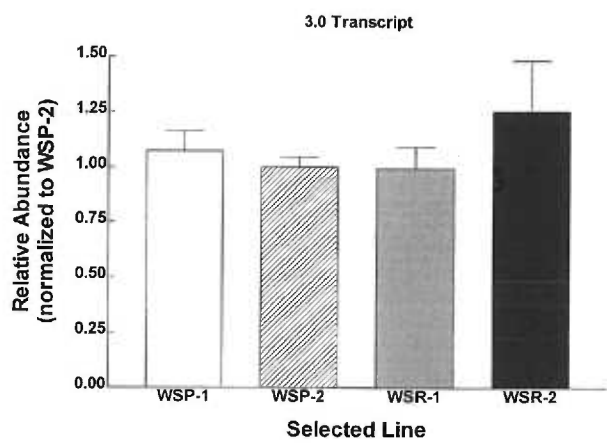 3.0 Transcript
Relative Abundance
(normalized to WSP-2)
1.50
1.25
1.00
0.75
0.50
0.25
0.00
WSP-1 WSP-2 WSR-1 WSR-2
Selected Line